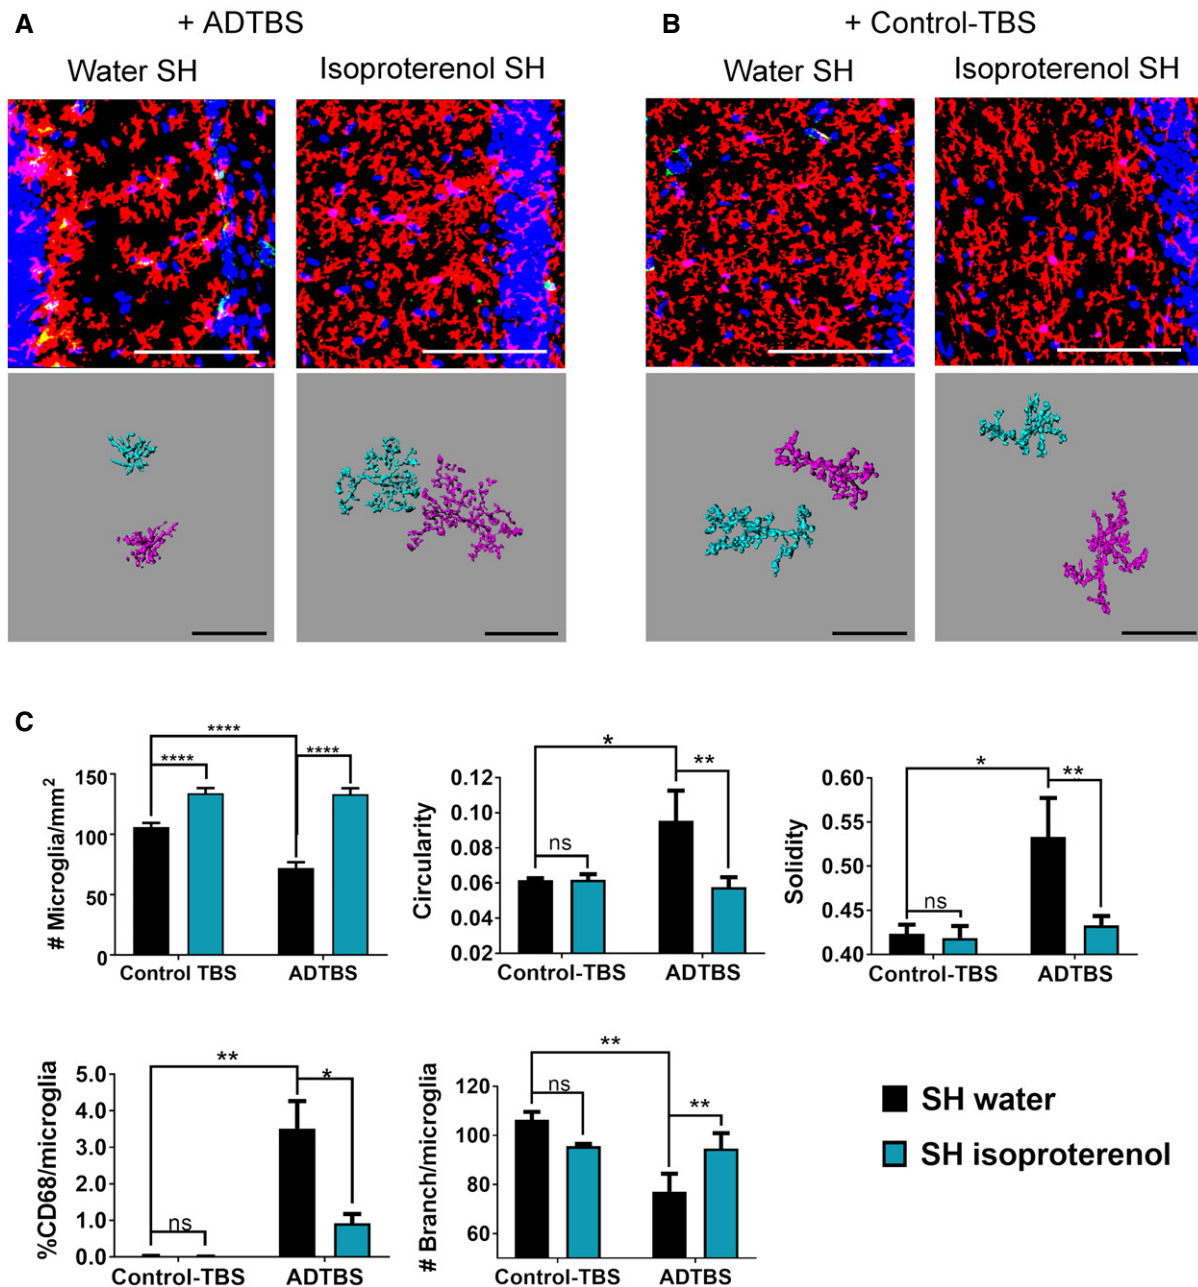 A
+ ADTBS
Water SH
Isoproterenol SH
B
+ Control-TBS
Water SH
Isoproterenol SH
C
# Microglia/mm²
150
100
50
0
****
****
****
Control TBS
ADTBS
Circularity
0.12
0.10
0.08
0.06
0.04
0.02
*
**
ns
Control-TBS
ADTBS
Solidity
0.60
0.55
0.50
0.45
0.40
*
**
ns
Control-TBS
ADTBS
%CD68/microglia
5.0
4.0
3.0
2.0
1.0
0.0
**
*
ns
Control-TBS
ADTBS
# Branch/microglia
120
100
80
60
**
ns
**
Control-TBS
ADTBS
SH water
SH isoproterenol